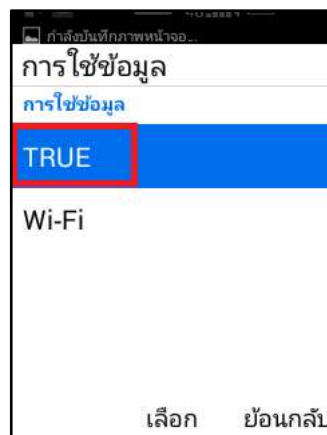 กำลังบันทึกภาพหน้าจอ...
การใช้ข้อมูล
การใช้ข้อมูล
TRUE
Wi-Fi
เลือก ย้อนกลับ